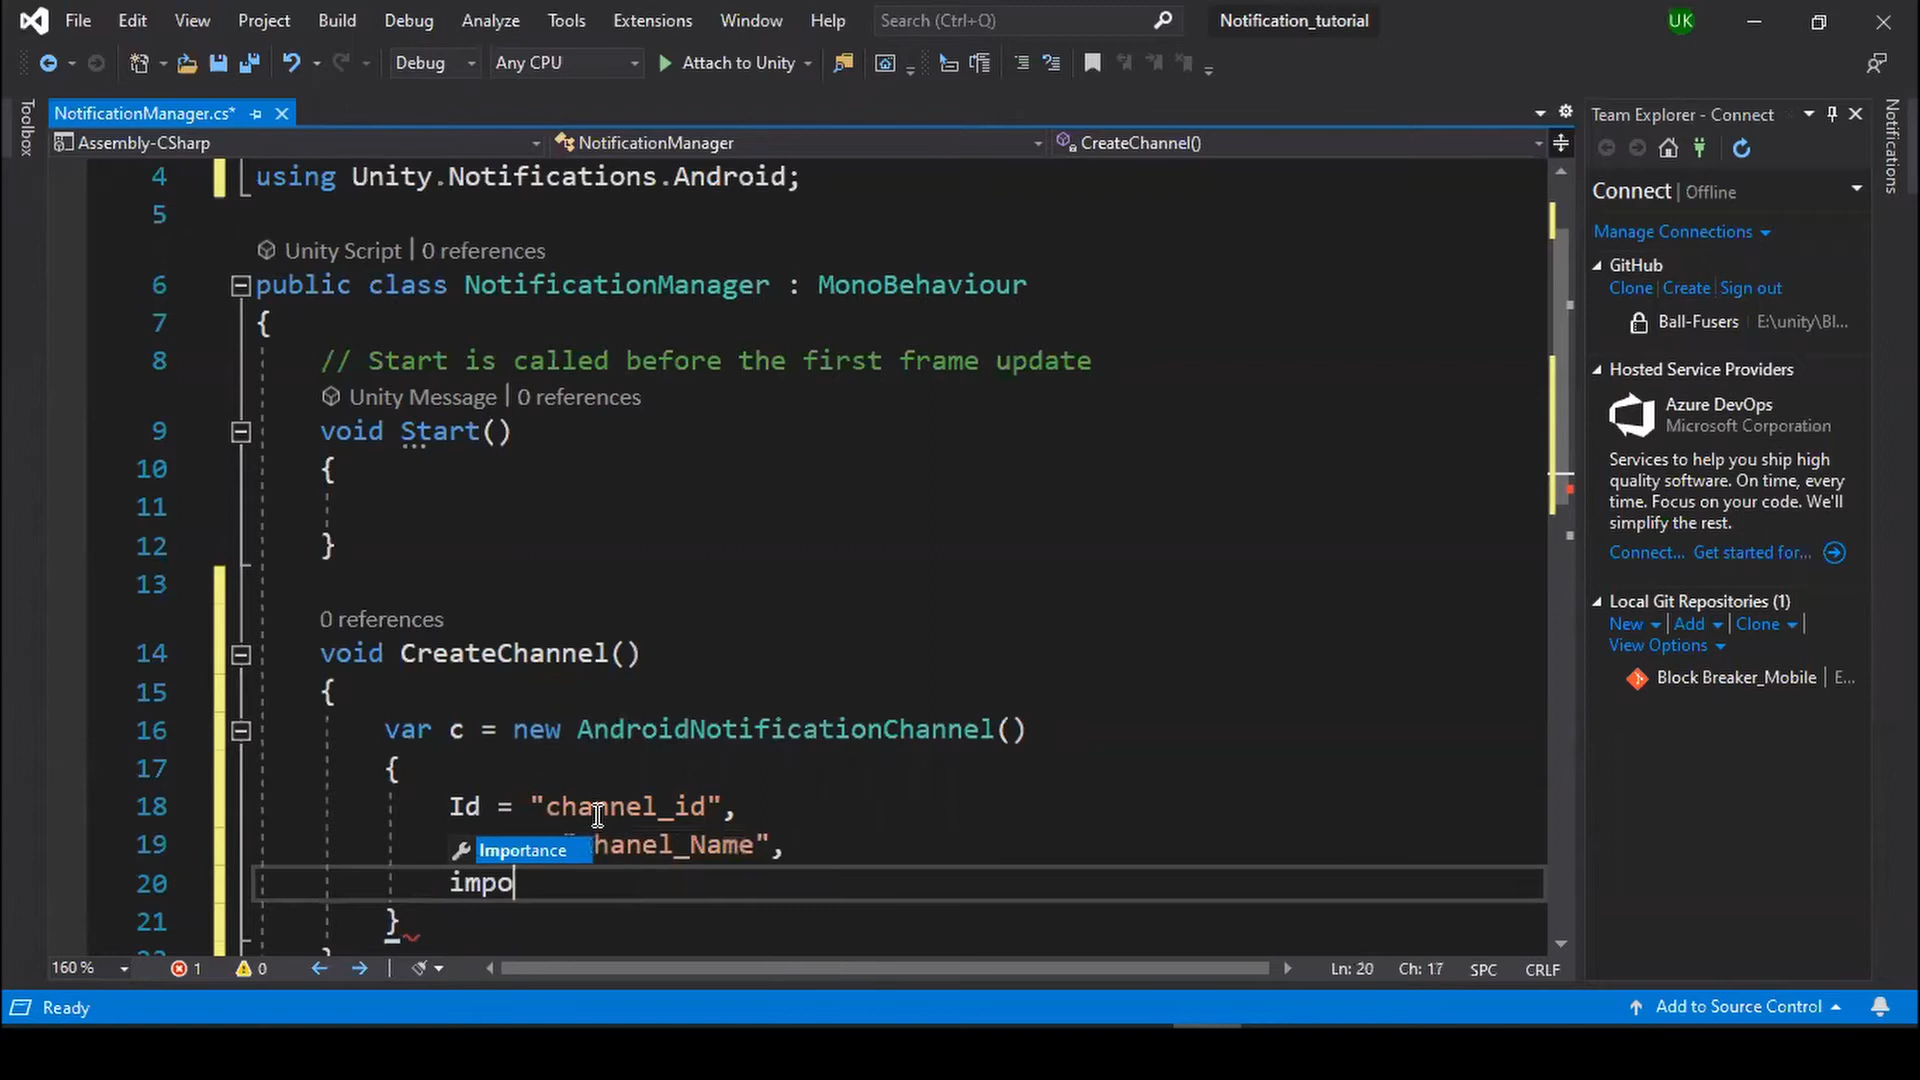 File Edit View Project Build Debug Analyze Tools Extensions Window Help Search (Ctrl+Q) Notification_tutorial UK
Debug Any CPU Attach to Unity
Toolbox
NotificationManager.cs*
Assembly-CSharp NotificationManager CreateChannel()
4 using Unity.Notifications.Android;
5
Unity Script | 0 references
6 public class NotificationManager : MonoBehaviour
7 {
8 // Start is called before the first frame update
Unity Message | 0 references
9 void Start()
10 {
11
12 }
13
0 references
14 void CreateChannel()
15 {
16 var c = new AndroidNotificationChannel()
17 {
18 Id = "channel_id",
19 hanel_Name",
Importance
20 impo
21 }
160 % 1 0 Ln: 20 Ch: 17 SPC CRLF
Team Explorer - Connect
Connect | Offline
Manage Connections
GitHub
Clone | Create | Sign out
Ball-Fusers | E:\unity\Bl...
Hosted Service Providers
Azure DevOps
Microsoft Corporation
Services to help you ship high
quality software. On time, every
time. Focus on your code. We'll
simplify the rest.
Connect... Get started for...
Local Git Repositories (1)
New | Add | Clone |
View Options
Block Breaker_Mobile | E...
Notifications
Ready Add to Source Control